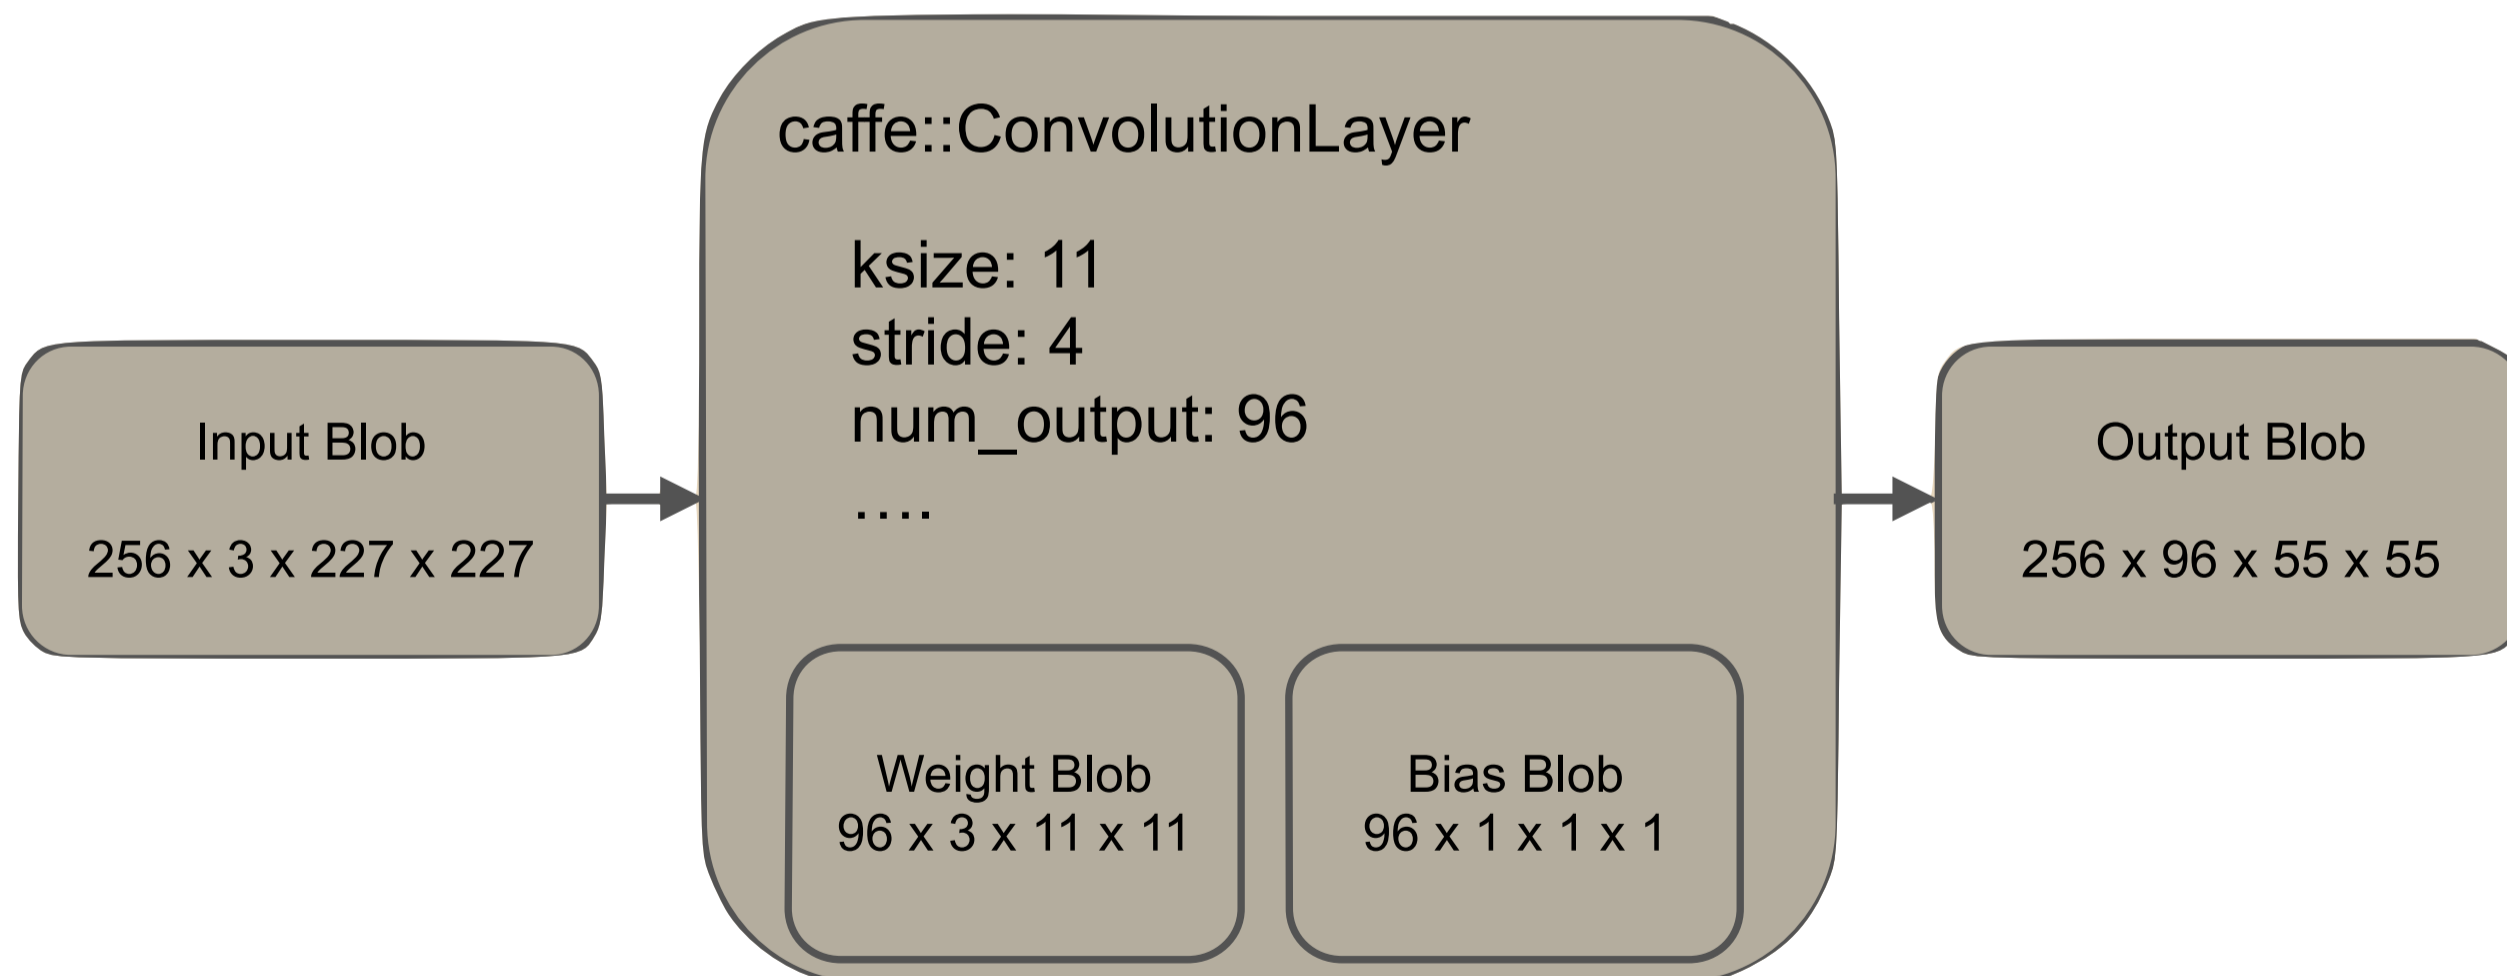 Input Blob
256 x 3 x 227 x 227
caffe::ConvolutionLayer
ksize: 11
stride: 4
num_output: 96
....
Weight Blob
96 x 3 x 11 x 11
Bias Blob
96 x 1 x 1 x 1
Output Blob
256 x 96 x 55 x 55